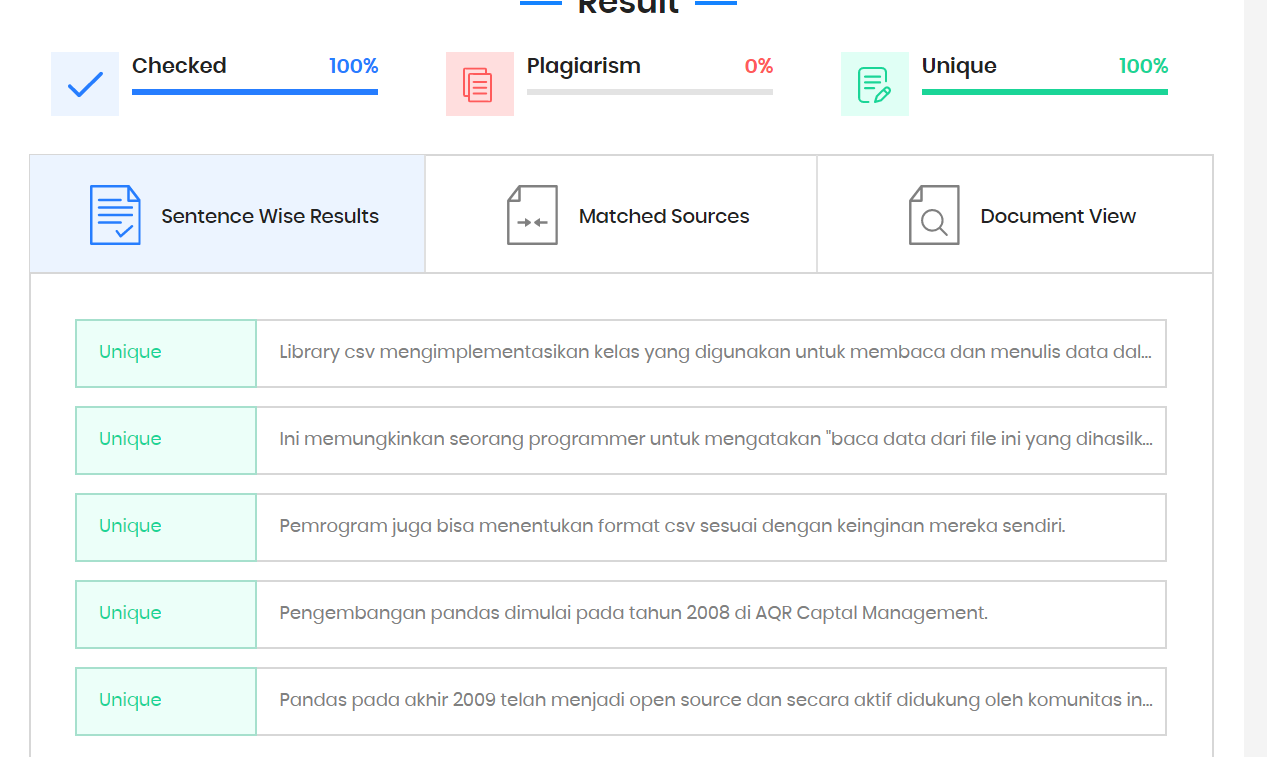 Result
Checked 100%
Plagiarism 0%
Unique 100%
Sentence Wise Results
Matched Sources
Document View
Unique
Library csv mengimplementasikan kelas yang digunakan untuk membaca dan menulis data dal...
Unique
Ini memungkinkan seorang programmer untuk mengatakan "baca data dari file ini yang dihasilk...
Unique
Pemrogram juga bisa menentukan format csv sesuai dengan keinginan mereka sendiri.
Unique
Pengembangan pandas dimulai pada tahun 2008 di AQR Captal Management.
Unique
Pandas pada akhir 2009 telah menjadi open source dan secara aktif didukung oleh komunitas in...